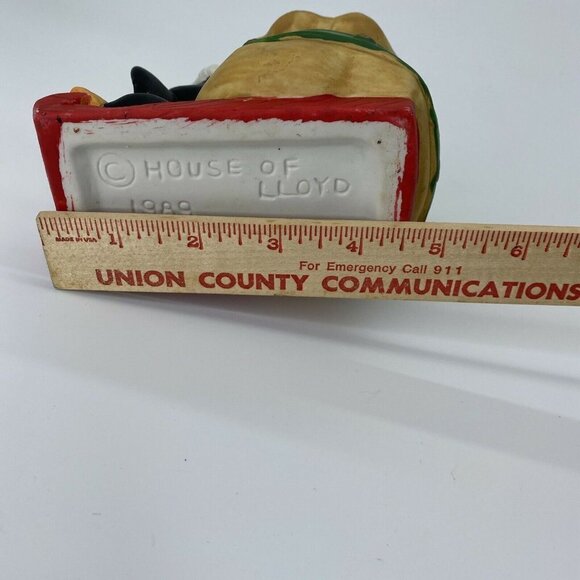 © HOUSE OF
LLOYD
1989
MADE IN USA 1 2 3 4 5 6
For Emergency Call 911
UNION COUNTY COMMUNICATIONS